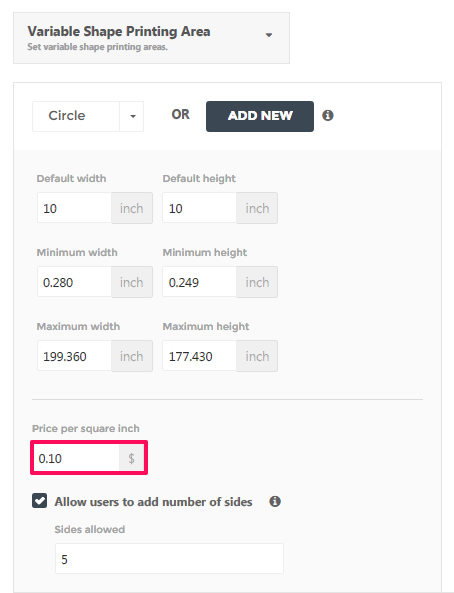 Variable Shape Printing Area
Set variable shape printing areas.
Circle OR ADD NEW
Default width Default height
10 inch 10 inch
Minimum width Minimum height
0.280 inch 0.249 inch
Maximum width Maximum height
199.360 inch 177.430 inch
Price per square inch
0.10 $
Allow users to add number of sides
Sides allowed
5